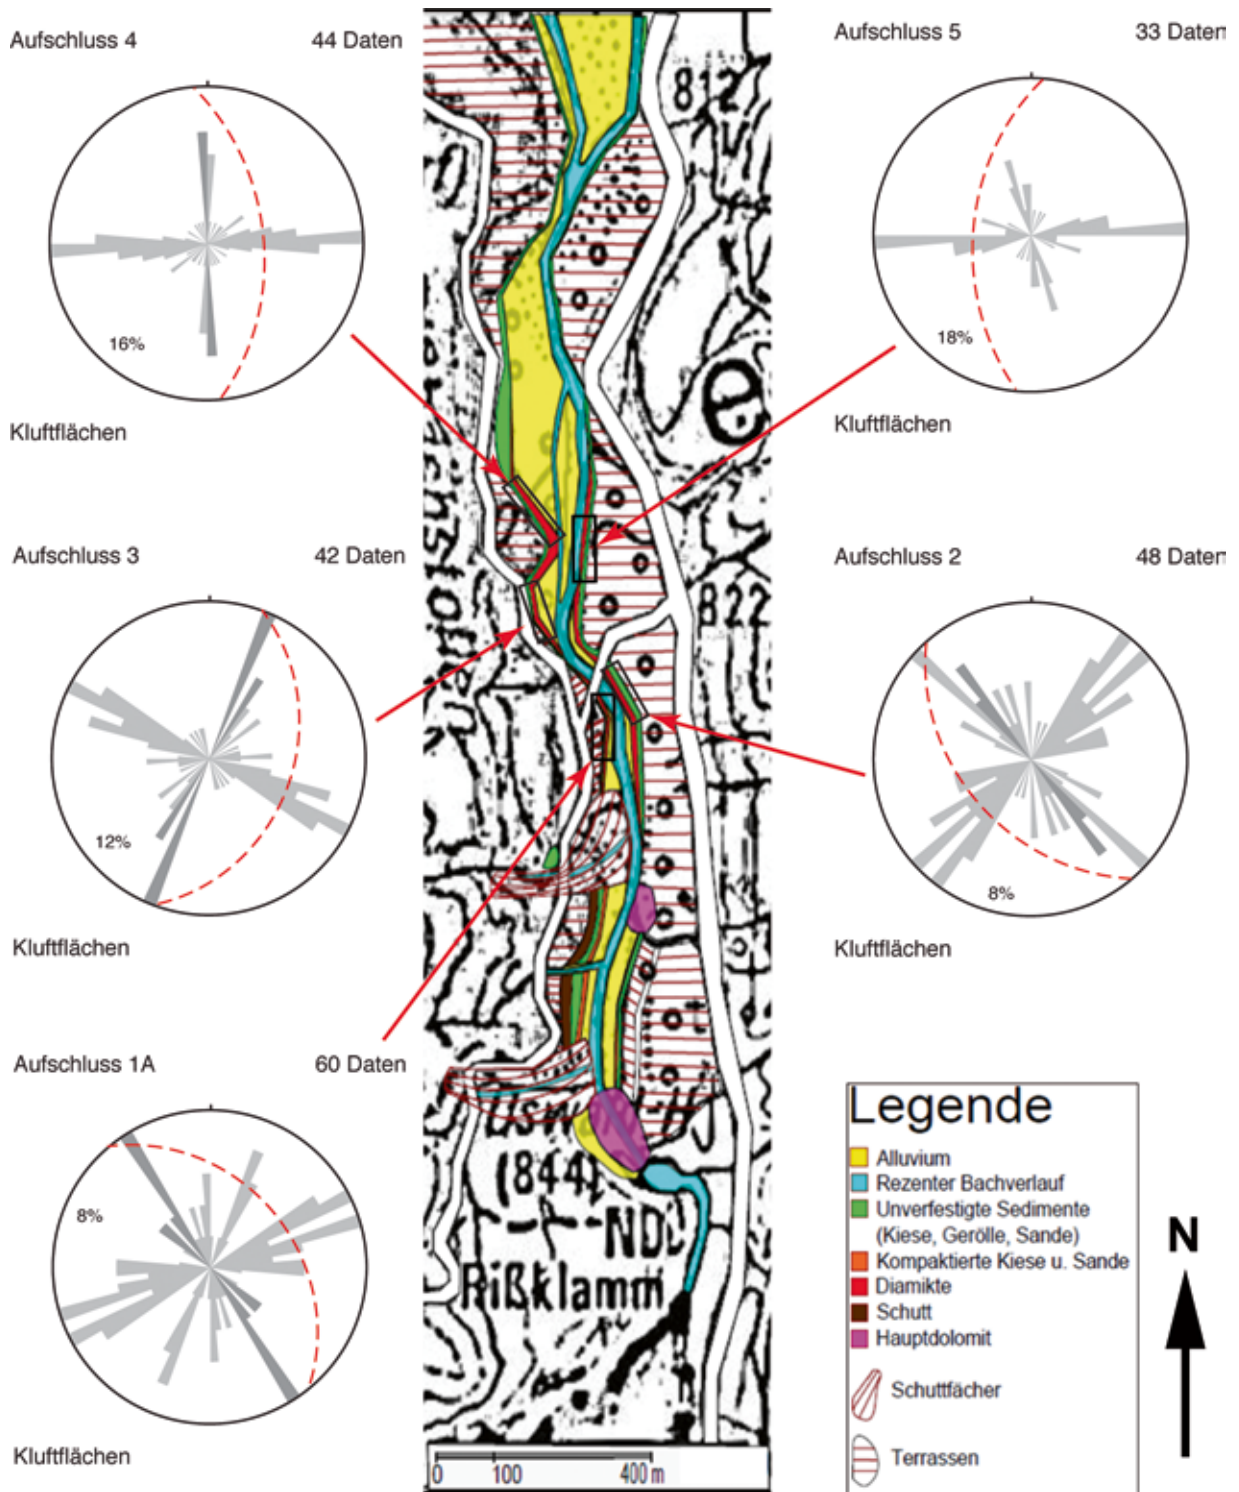 Aufschluss 4
44 Daten
16%
Kluftflächen
Aufschluss 5
33 Daten
18%
Kluftflächen
812
e
Aufschluss 3
42 Daten
12%
Kluftflächen
Aufschluss 2
48 Daten
8%
Kluftflächen
822
Aufschluss 1A
60 Daten
8%
Kluftflächen
(844)
ND
Rißklamm
0
100
400 m
Legende
Alluvium
Rezenter Bachverlauf
Unverfestigte Sedimente
(Kiese, Gerölle, Sande)
Kompaktierte Kiese u. Sande
Diamikte
Schutt
Hauptdolomit
Schuttfächer
Terrassen
N